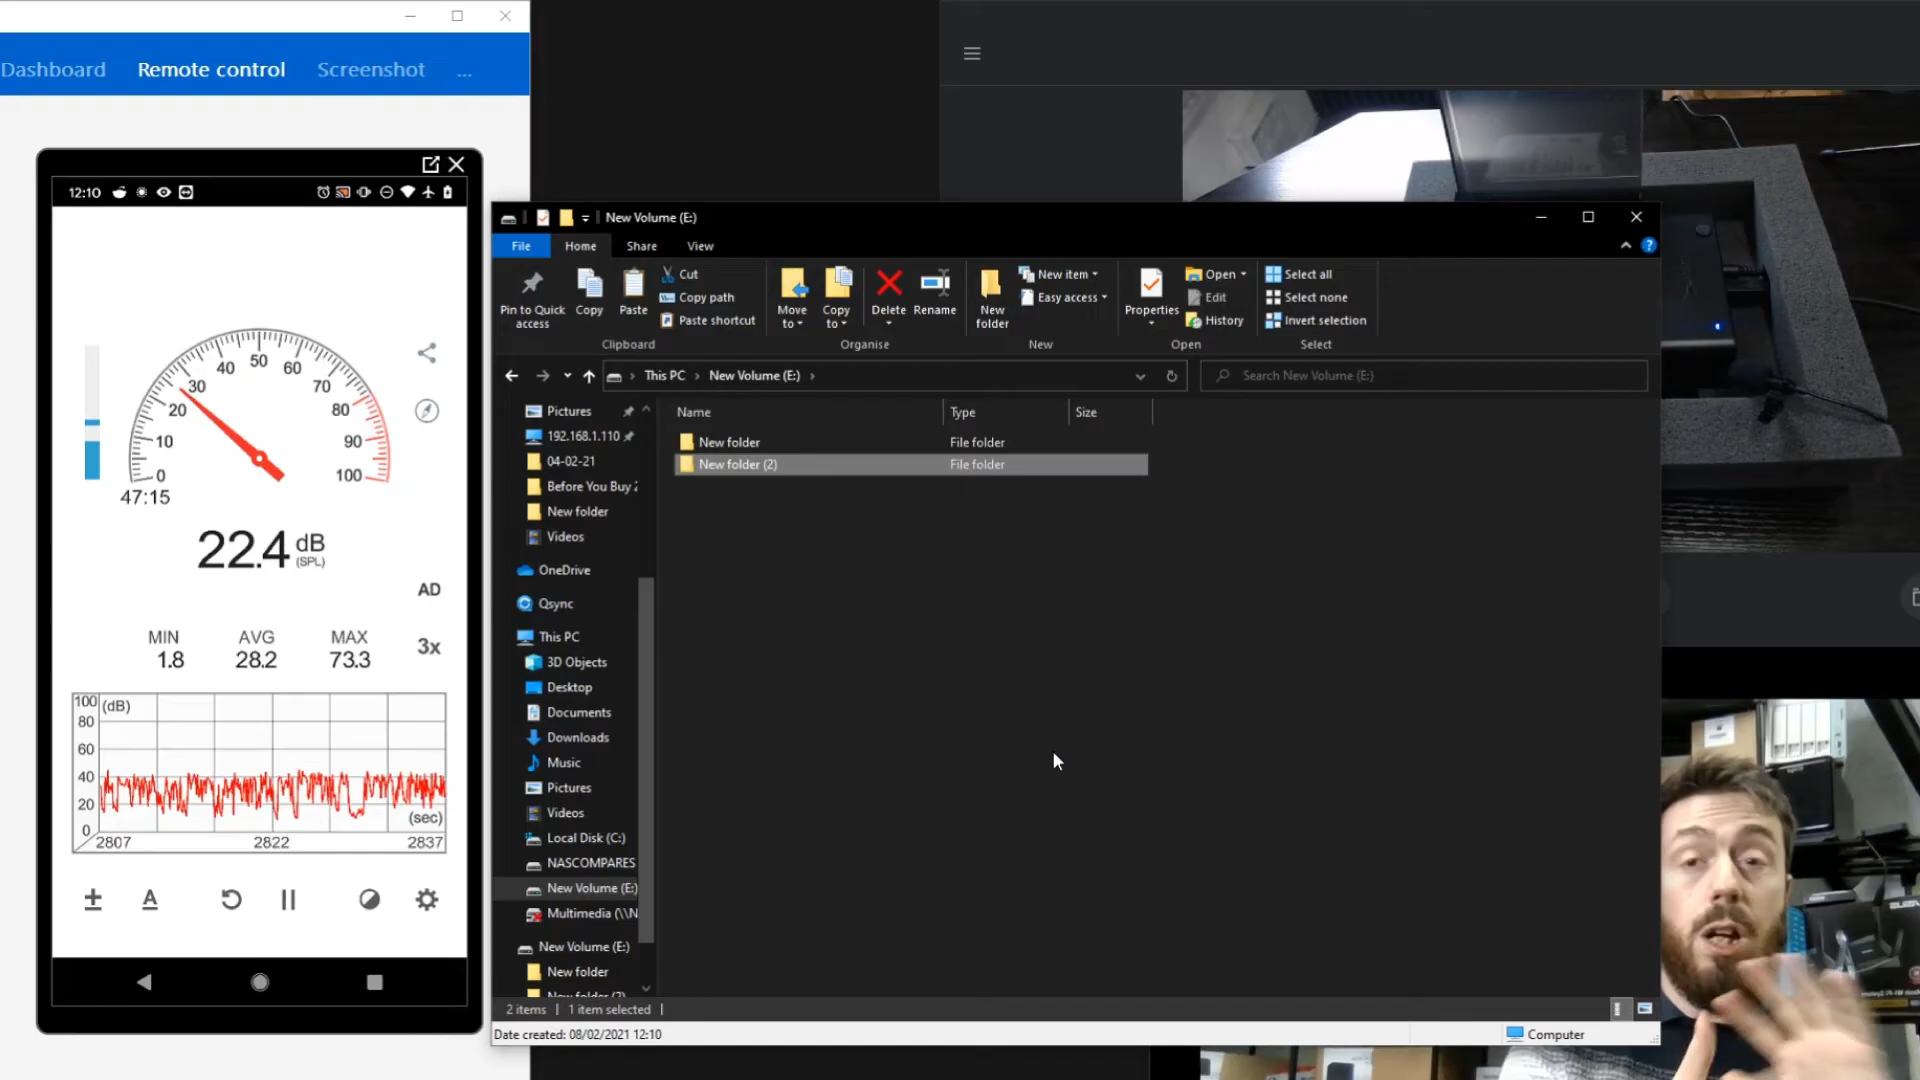 Dashboard Remote control Screenshot ...
12:10
100
90
80
70
60
50
40
30
20
10
0
47:15
22.4 dB
(SPL)
AD
MIN AVG MAX
1.8 28.2 73.3
3x
100 (dB)
80
60
40
20
0
(sec)
2807 2822 2837
A
New Volume (E:)
File Home Share View
Pin to Quick access
Copy
Paste
Cut
Copy path
Paste shortcut
Clipboard
Move to
Copy to
Delete
Rename
Organise
New folder
New item
Easy access
New
Properties
Open
Edit
History
Open
Select all
Select none
Invert selection
Select
This PC > New Volume (E:) >
Search New Volume (E:)
Name Type Size
New folder File folder
New folder (2) File folder
Pictures
192.168.1.110
04-02-21
Before You Buy 2
New folder
Videos
OneDrive
Qsync
This PC
3D Objects
Desktop
Documents
Downloads
Music
Pictures
Videos
Local Disk (C:)
NASCOMPARES
New Volume (E:)
Multimedia (\\N
New Volume (E:)
New folder
New folder (2)
2 items 1 item selected
Date created: 08/02/2021 12:10
Computer